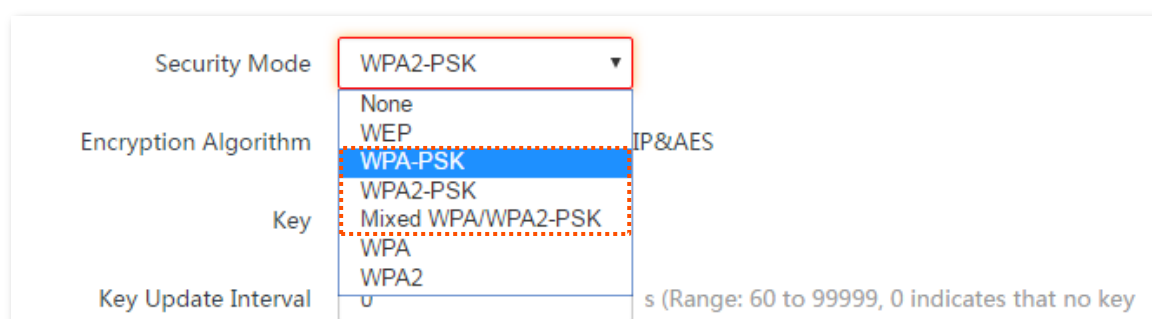 Security Mode WPA2-PSK
None
WEP
Encryption Algorithm IP&AES
WPA-PSK
WPA2-PSK
Key Mixed WPA/WPA2-PSK
WPA
WPA2
Key Update Interval 0 s (Range: 60 to 99999, 0 indicates that no key